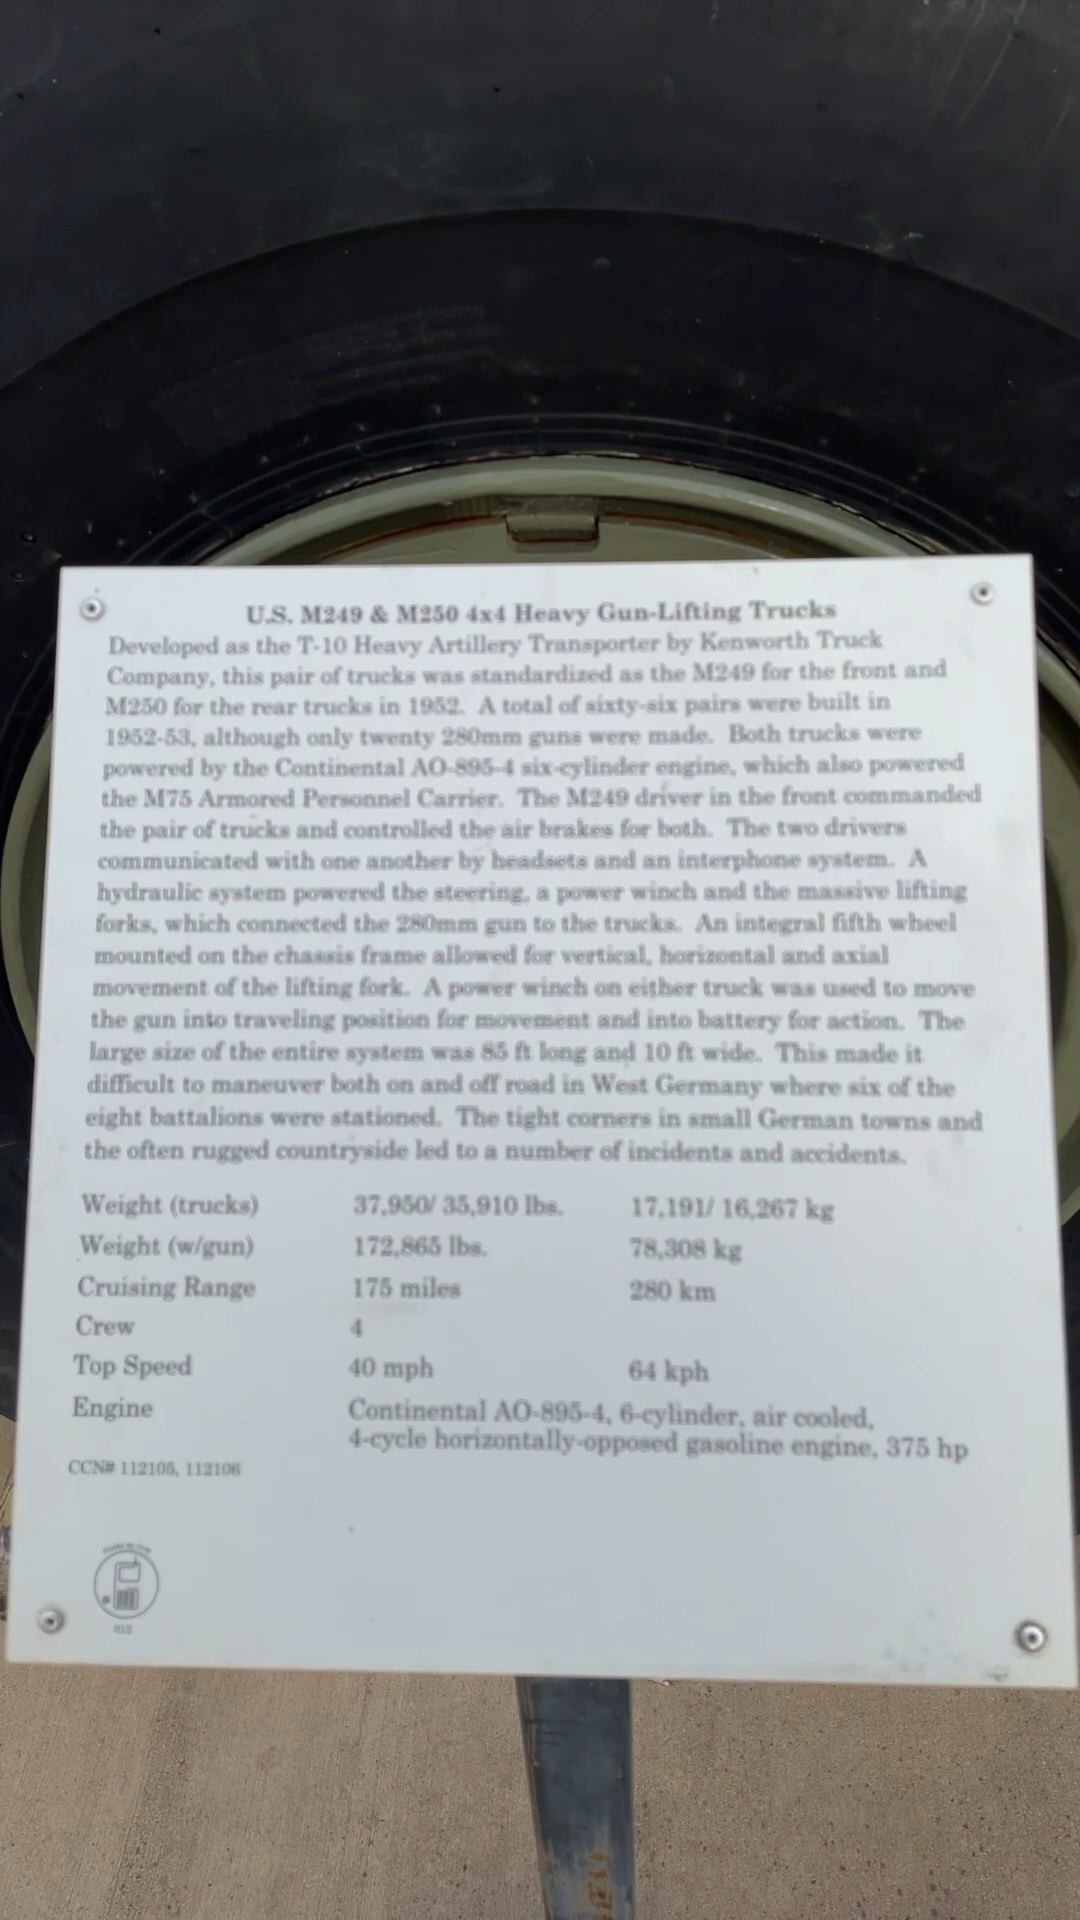 U.S. M249 & M250 4x4 Heavy Gun-Lifting Trucks
Developed as the T-10 Heavy Artillery Transporter by Kenworth Truck
Company, this pair of trucks was standardized as the M249 for the front and
M250 for the rear trucks in 1952. A total of sixty-six pairs were built in
1952-53, although only twenty 280mm guns were made. Both trucks were
powered by the Continental AO-895-4 six-cylinder engine, which also powered
the M75 Armored Personnel Carrier. The M249 driver in the front commanded
the pair of trucks and controlled the air brakes for both. The two drivers
communicated with one another by headsets and an interphone system. A
hydraulic system powered the steering, a power winch and the massive lifting
forks, which connected the 280mm gun to the trucks. An integral fifth wheel
mounted on the chassis frame allowed for vertical, horizontal and axial
movement of the lifting fork. A power winch on either truck was used to move
the gun into traveling position for movement and into battery for action. The
large size of the entire system was 85 ft long and 10 ft wide. This made it
difficult to maneuver both on and off road in West Germany where six of the
eight battalions were stationed. The tight corners in small German towns and
the often rugged countryside led to a number of incidents and accidents.
Weight (trucks) 37,950/ 35,910 lbs. 17,191/ 16,267 kg
Weight (w/gun) 172,865 lbs. 78,308 kg
Cruising Range 175 miles 280 km
Crew 4
Top Speed 40 mph 64 kph
Engine Continental AO-895-4, 6-cylinder, air cooled,
4-cycle horizontally-opposed gasoline engine, 375 hp
CCN# 112105, 112106